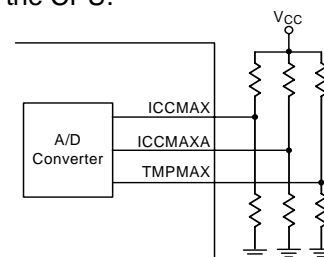 the CPU.
VCC
ICCMAX
A/D
Converter
ICCMAXA
TMPMAX